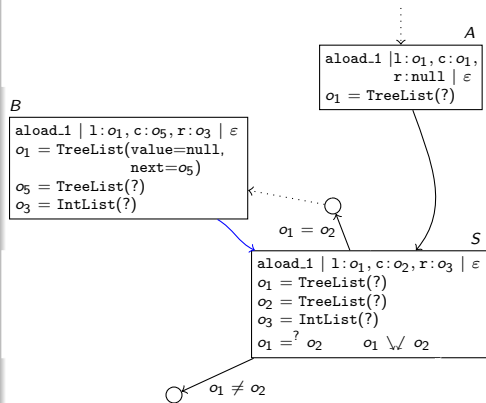 A
aload_1 | l:o₁, c:o₁,
r:null | ε
o₁ = TreeList(?)
B
aload_1 | l:o₁, c:o₅, r:o₃ | ε
o₁ = TreeList(value=null,
next=o₅)
o₅ = TreeList(?)
o₃ = IntList(?)
o₁ = o₂
S
aload_1 | l:o₁, c:o₂, r:o₃ | ε
o₁ = TreeList(?)
o₂ = TreeList(?)
o₃ = IntList(?)
o₁ =? o₂ o₁ \/ o₂
o₁ ≠ o₂